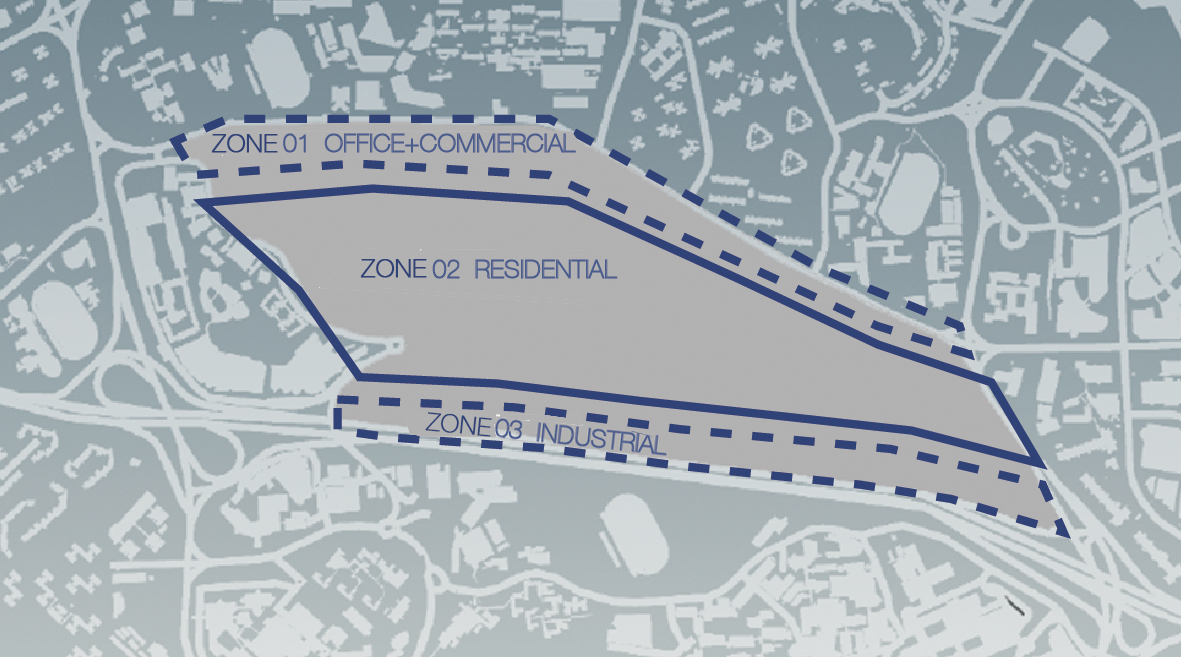 ZONE 01 OFFICE+COMMERCIAL
ZONE 02 RESIDENTIAL
ZONE 03 INDUSTRIAL